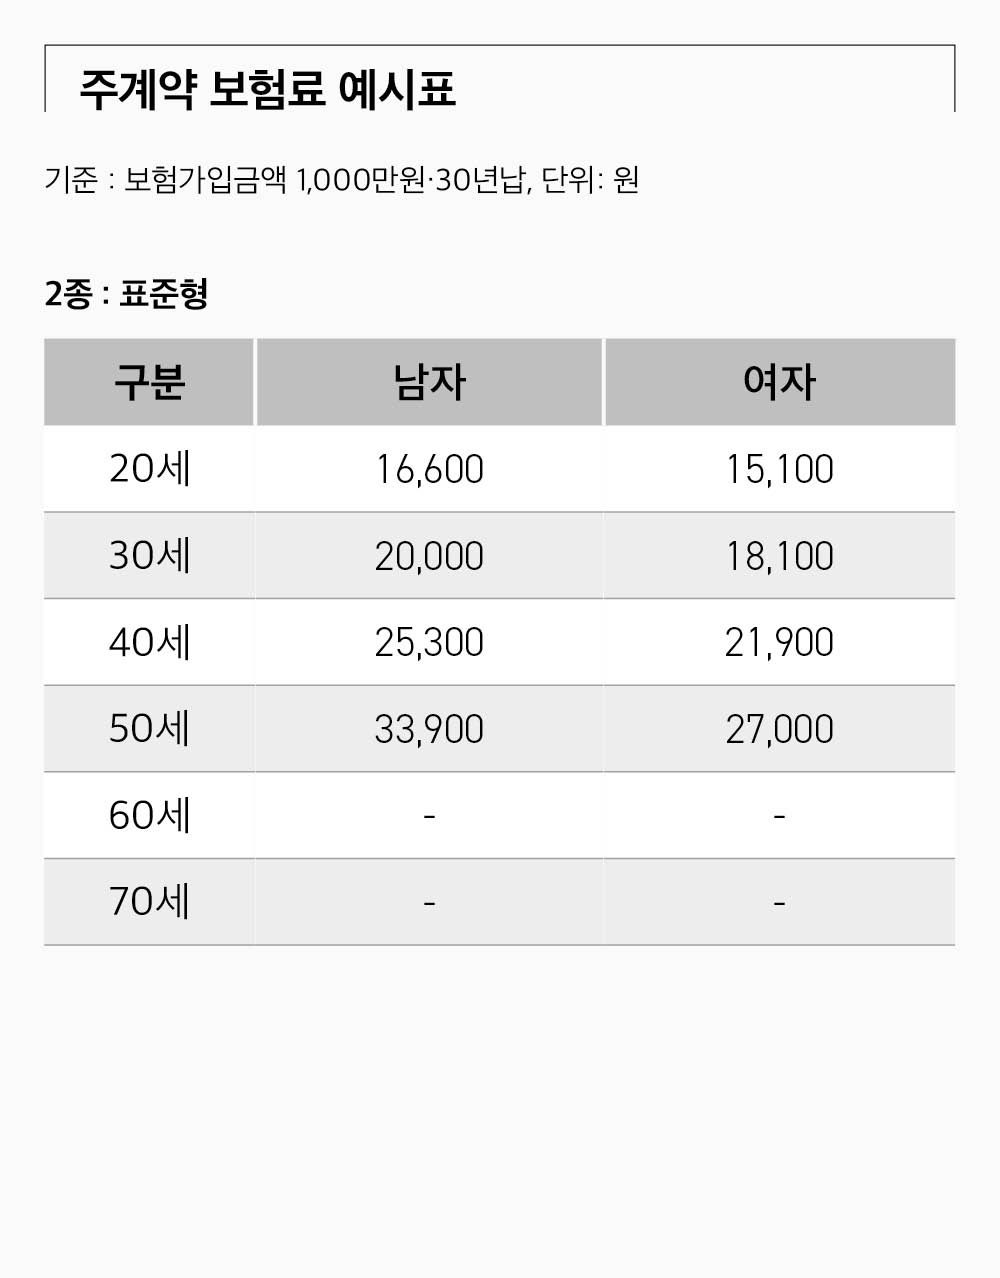 주계약 보험료 예시표
기준 : 보험가입금액 1,000만원·30년납, 단위: 원
2종 : 표준형
구분 남자 여자
20세 16,600 15,100
30세 20,000 18,100
40세 25,300 21,900
50세 33,900 27,000
60세 - -
70세 - -